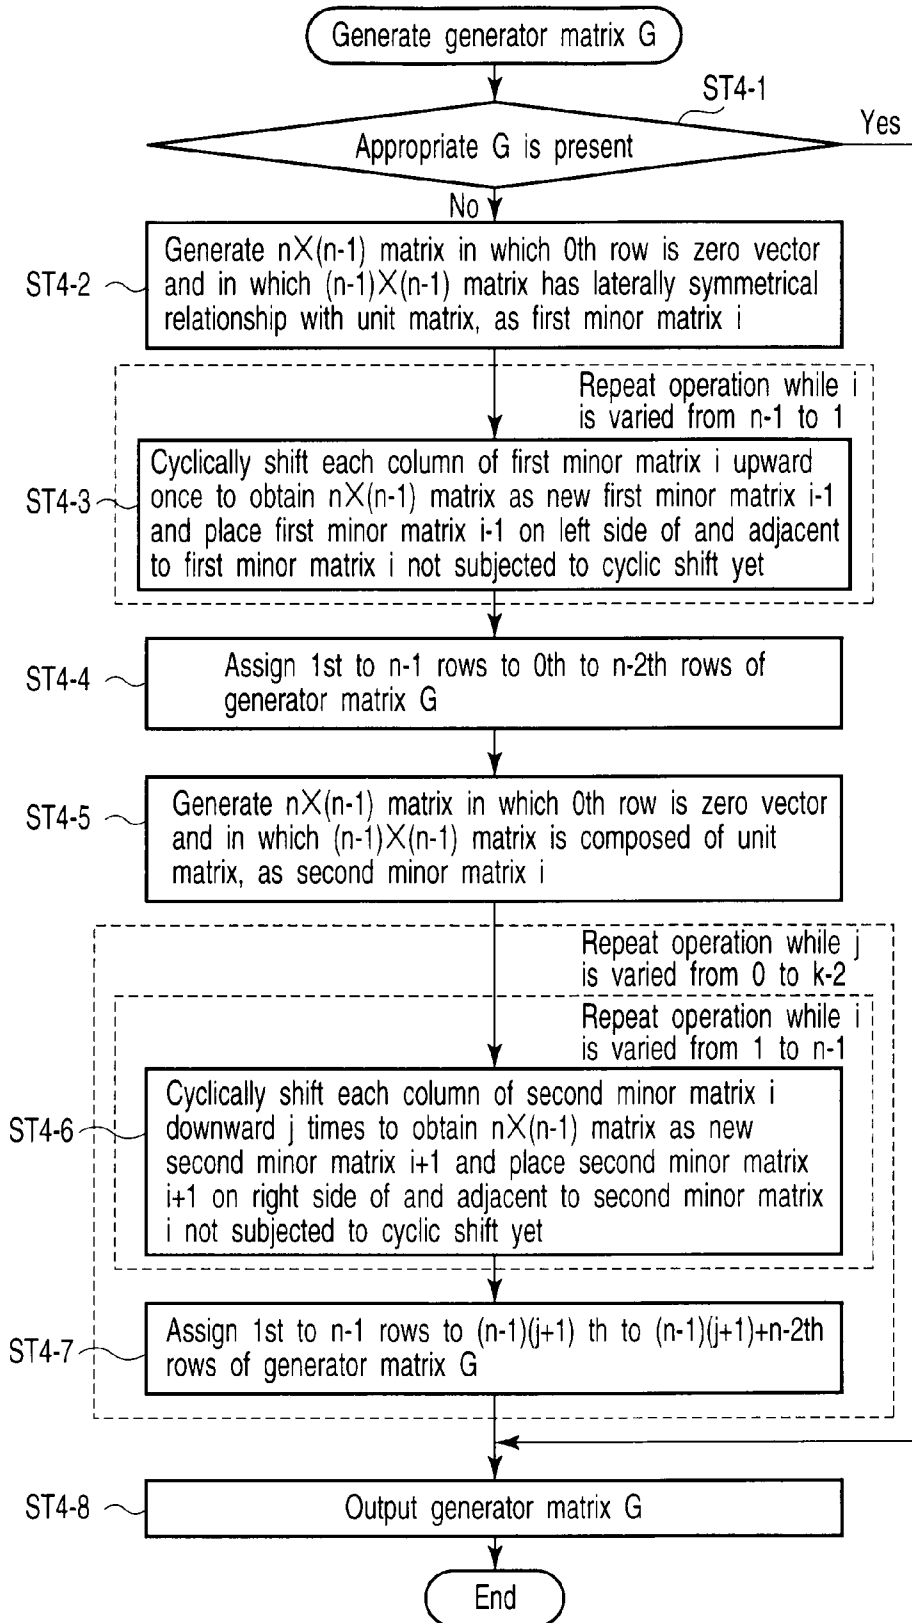 Generate generator matrix G
ST4-1
Yes
Appropriate G is present
No
ST4-2
Generate n×(n-1) matrix in which 0th row is zero vector
and in which (n-1)×(n-1) matrix has laterally symmetrical
relationship with unit matrix, as first minor matrix i
Repeat operation while i
is varied from n-1 to 1
ST4-3
Cyclically shift each column of first minor matrix i upward
once to obtain n×(n-1) matrix as new first minor matrix i-1
and place first minor matrix i-1 on left side of and adjacent
to first minor matrix i not subjected to cyclic shift yet
ST4-4
Assign 1st to n-1 rows to 0th to n-2th rows of
generator matrix G
ST4-5
Generate n×(n-1) matrix in which 0th row is zero vector
and in which (n-1)×(n-1) matrix is composed of unit
matrix, as second minor matrix i
Repeat operation while j
is varied from 0 to k-2
Repeat operation while i
is varied from 1 to n-1
ST4-6
Cyclically shift each column of second minor matrix i
downward j times to obtain n×(n-1) matrix as new
second minor matrix i+1 and place second minor matrix
i+1 on right side of and adjacent to second minor matrix
i not subjected to cyclic shift yet
ST4-7
Assign 1st to n-1 rows to (n-1)(j+1) th to (n-1)(j+1)+n-2th
rows of generator matrix G
ST4-8
Output generator matrix G
End